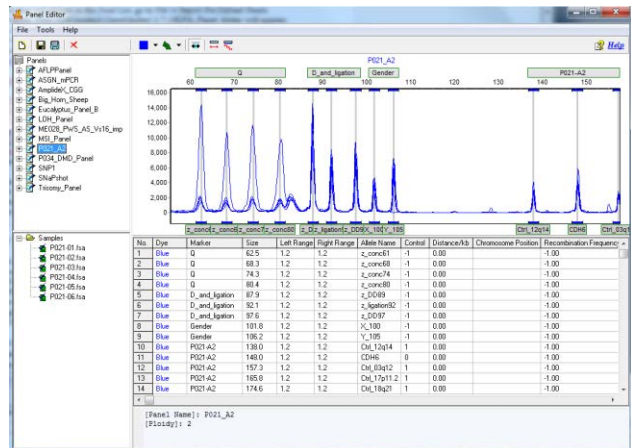 Panel Editor
File Tools Help
Help
Panels
AFLPPanel
ASGN_miPCR
AmplideX_CGG
Big_Horn_Sheep
Eucalyptus_Panel_B
LOH_Panel
ME028_PWS_AS_Vs16_imp
MSI_Panel
P021_A2
P034_DMD_Panel
SNP1
SNaPshot
Trisomy_Panel
P021_A2
Q D_and_ligation Gender P021-A2
60 70 80 90 100 110 120 130 140 150
16,000
14,000
12,000
10,000
8,000
6,000
4,000
2,000
0
Ctrl_12q14 CDH6
Samples
P021-01.fsa
P021-02.fsa
P021-03.fsa
P021-04.fsa
P021-05.fsa
P021-06.fsa
No. Dye Marker Size Left Range Right Range Allele Name Control Distance/kb Chromosome Position Recombination Frequency
1 Blue Q 62.5 1.2 1.2 z_conc61 -1 0.00 -1.00
2 Blue Q 68.3 1.2 1.2 z_conc68 -1 0.00 -1.00
3 Blue Q 74.3 1.2 1.2 z_conc74 -1 0.00 -1.00
4 Blue Q 80.4 1.2 1.2 z_conc80 -1 0.00 -1.00
5 Blue D_and_ligation 87.9 1.2 1.2 z_DD89 -1 0.00 -1.00
6 Blue D_and_ligation 92.1 1.2 1.2 z_ligation92 -1 0.00 -1.00
7 Blue D_and_ligation 97.6 1.2 1.2 z_DD97 -1 0.00 -1.00
8 Blue Gender 101.8 1.2 1.2 X_100 -1 0.00 -1.00
9 Blue Gender 106.2 1.2 1.2 Y_105 -1 0.00 -1.00
10 Blue P021-A2 138.0 1.2 1.2 Ctrl_12q14 1 0.00 -1.00
11 Blue P021-A2 148.0 1.2 1.2 CDH6 0 0.00 -1.00
12 Blue P021-A2 157.3 1.2 1.2 Ctrl_03q12 1 0.00 -1.00
13 Blue P021-A2 165.8 1.2 1.2 Ctrl_17p11.2 1 0.00 -1.00
14 Blue P021-A2 174.6 1.2 1.2 Ctrl_18q21 1 0.00 -1.00
[Panel Name]: P021_A2
[Ploidy]: 2